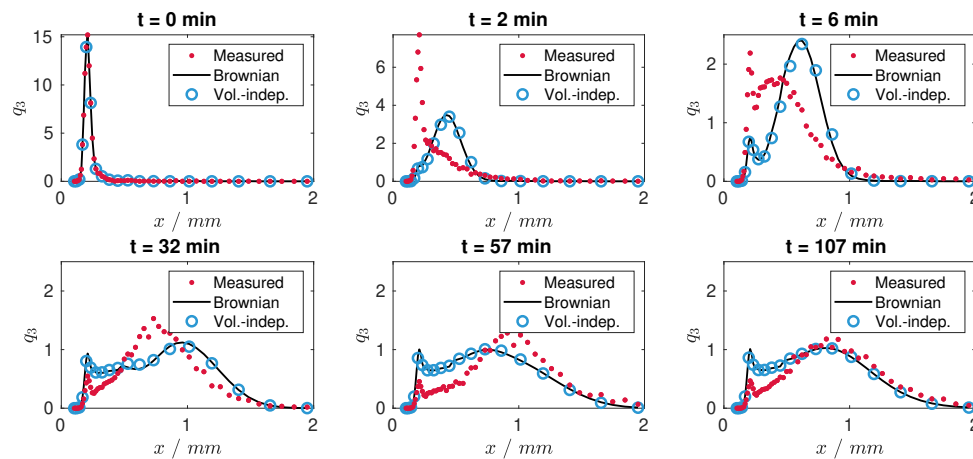 t = 0 min
t = 2 min
t = 6 min
15
10
5
0
q3
Measured
Brownian
Vol.-indep.
0 1 2
x / mm
6
4
2
0
q3
Measured
Brownian
Vol.-indep.
0 1 2
x / mm
2
1
0
q3
Measured
Brownian
Vol.-indep.
0 1 2
x / mm
t = 32 min
t = 57 min
t = 107 min
2
1
0
q3
Measured
Brownian
Vol.-indep.
0 1 2
x / mm
2
1
0
q3
Measured
Brownian
Vol.-indep.
0 1 2
x / mm
2
1
0
q3
Measured
Brownian
Vol.-indep.
0 1 2
x / mm